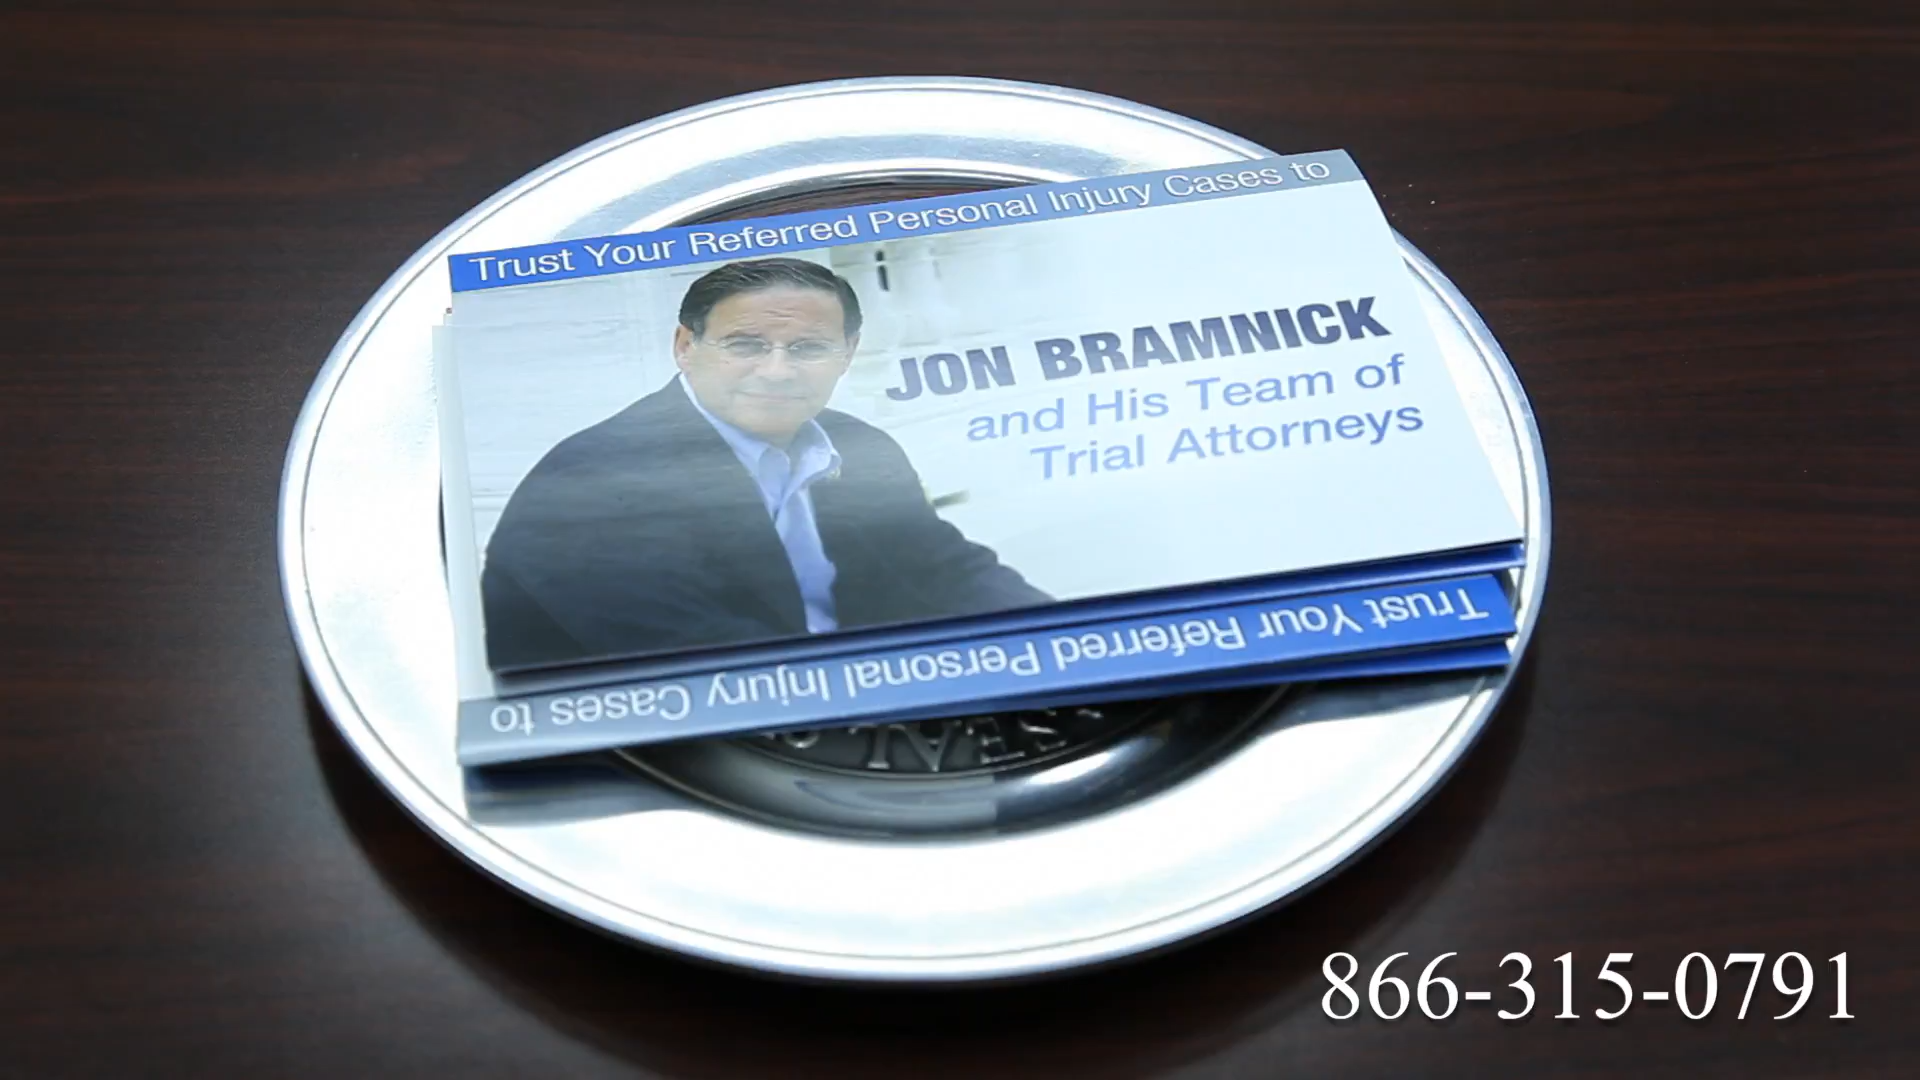 Trust Your Referred Personal Injury Cases to
JON BRAMNICK
and His Team of
Trial Attorneys
Trust Your Referred Personal Injury Cases to
SEAL
866-315-0791